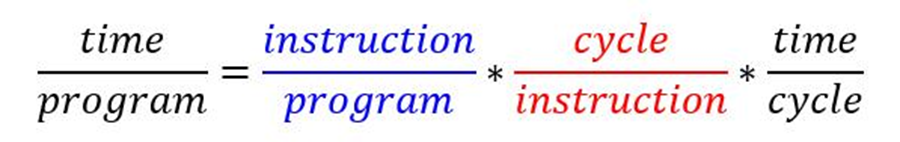 time/program = instruction/program * cycle/instruction * time/cycle